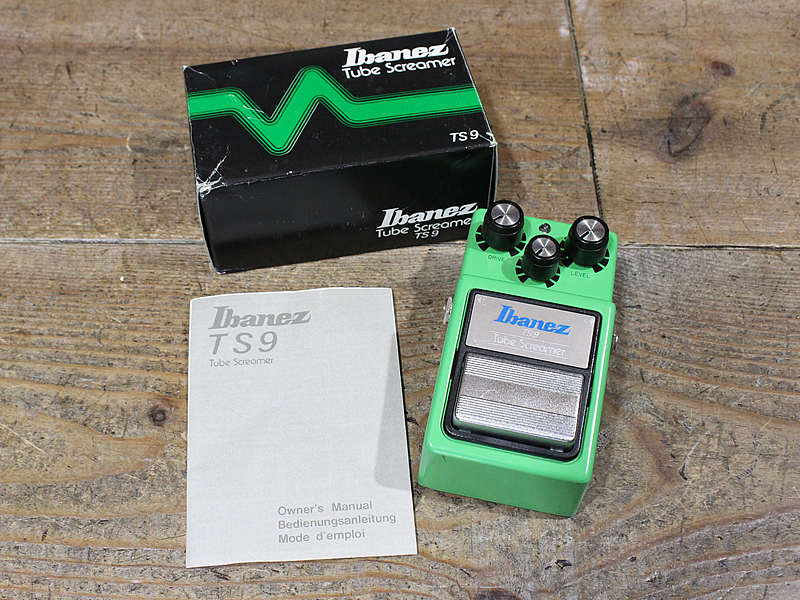 Ibanez
Tube Screamer
TS9
Ibanez
Tube Screamer
TS9
DRIVE
LEVEL
Ibanez
TS9
Tube Screamer
Ibanez
TS9
Tube Screamer
Owner's Manual
Bedienungsanleitung
Mode d'emploi